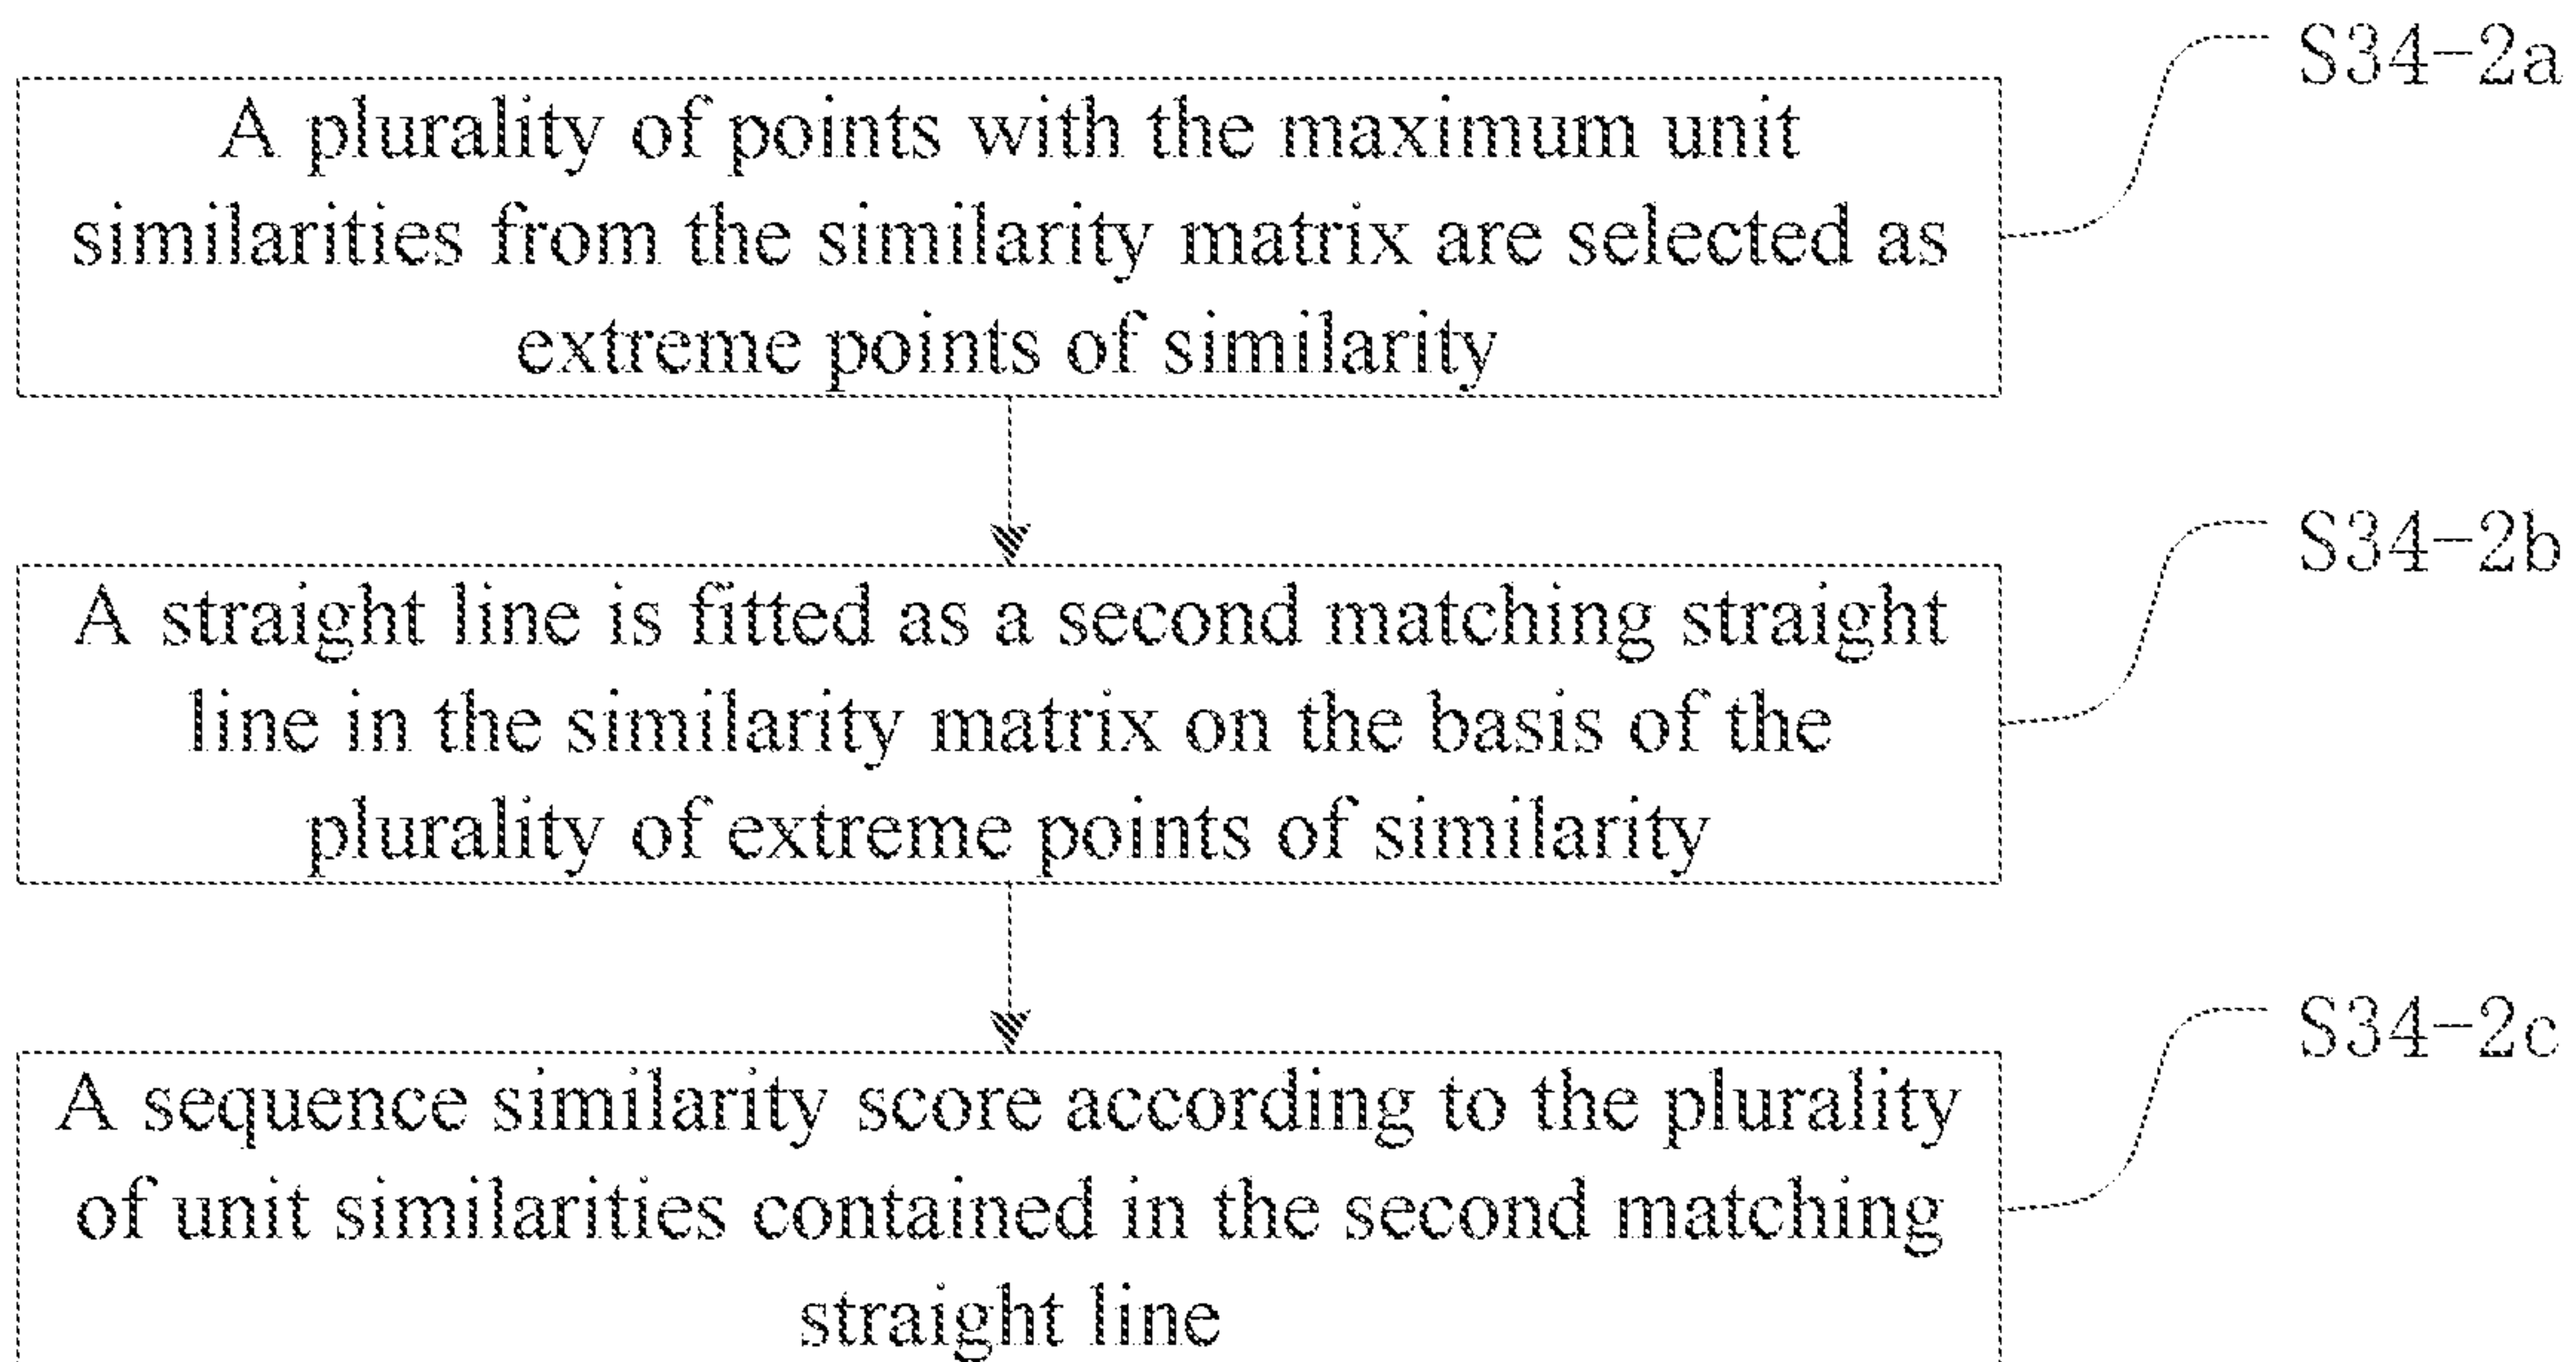 S34-2a
A plurality of points with the maximum unit
similarities from the similarity matrix are selected as
extreme points of similarity
S34-2b
A straight line is fitted as a second matching straight
line in the similarity matrix on the basis of the
plurality of extreme points of similarity
S34-2c
A sequence similarity score according to the plurality
of unit similarities contained in the second matching
straight line